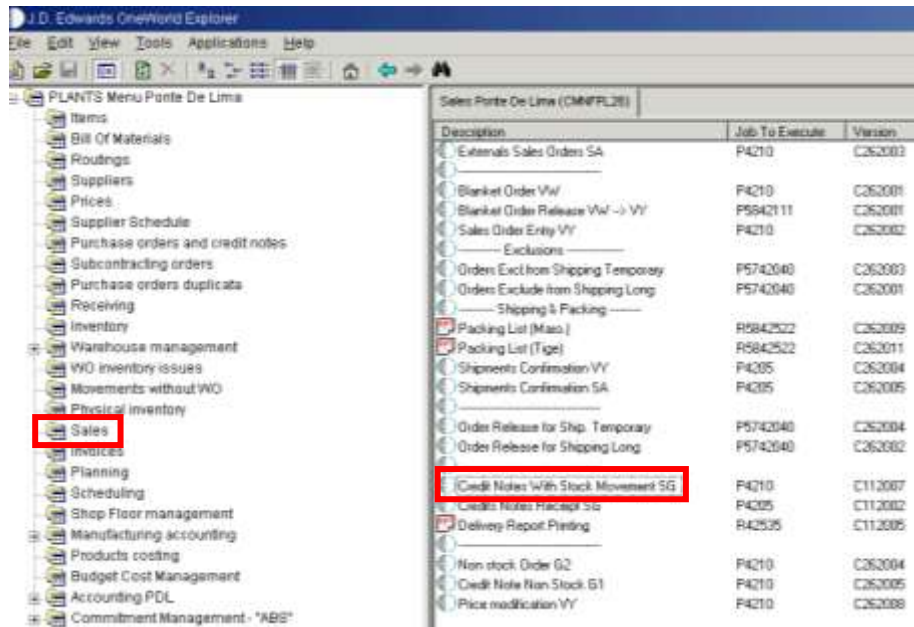 J.D. Edwards OneWorld Explorer
File Edit View Tools Applications Help
PLANTS Menu Ponte De Lima
Items
Bill Of Materials
Routings
Suppliers
Prices
Supplier Schedule
Purchase orders and credit notes
Subcontracting orders
Purchase orders duplicata
Receiving
Inventory
Warehouse management
WO inventory issues
Movements without WO
Physical inventory
Sales
Invoices
Planning
Scheduling
Shop Floor management
Manufacturing accounting
Products costing
Budget Cost Management
Accounting PDL
Commitment Management - "ABS"
Sales Ponte De Lima (CMNFPL28)
Description Job To Execute Version
Externals Sales Orders SA P4210 C262003
Blanket Order VW P4210 C262001
Blanket Order Release VW -> VY P5842111 C262001
Sales Order Entry VY P4210 C262002
-------- Exclusions --------
Orders Excl.from Shipping Temporary P5742040 C262003
Orders Exclude from Shipping Long P5742040 C262001
-------- Shipping & Packing --------
Packing List (Maro.) R5842522 C262009
Packing List (Tige) R5842522 C262011
Shipments Confirmation VY P4205 C262004
Shipments Confirmation SA P4205 C262005
Order Release for Ship. Temporary P5742040 C262004
Order Release for Shipping Long P5742040 C262002
Credit Notes With Stock Movement SG P4210 C112007
Credits Notes Receipt SG P4205 C112002
Delivery Report Printing R42535 C112005
Non stock Order G2 P4210 C262004
Credit Note Non Stock G1 P4210 C262005
Price modification VY P4210 C262008